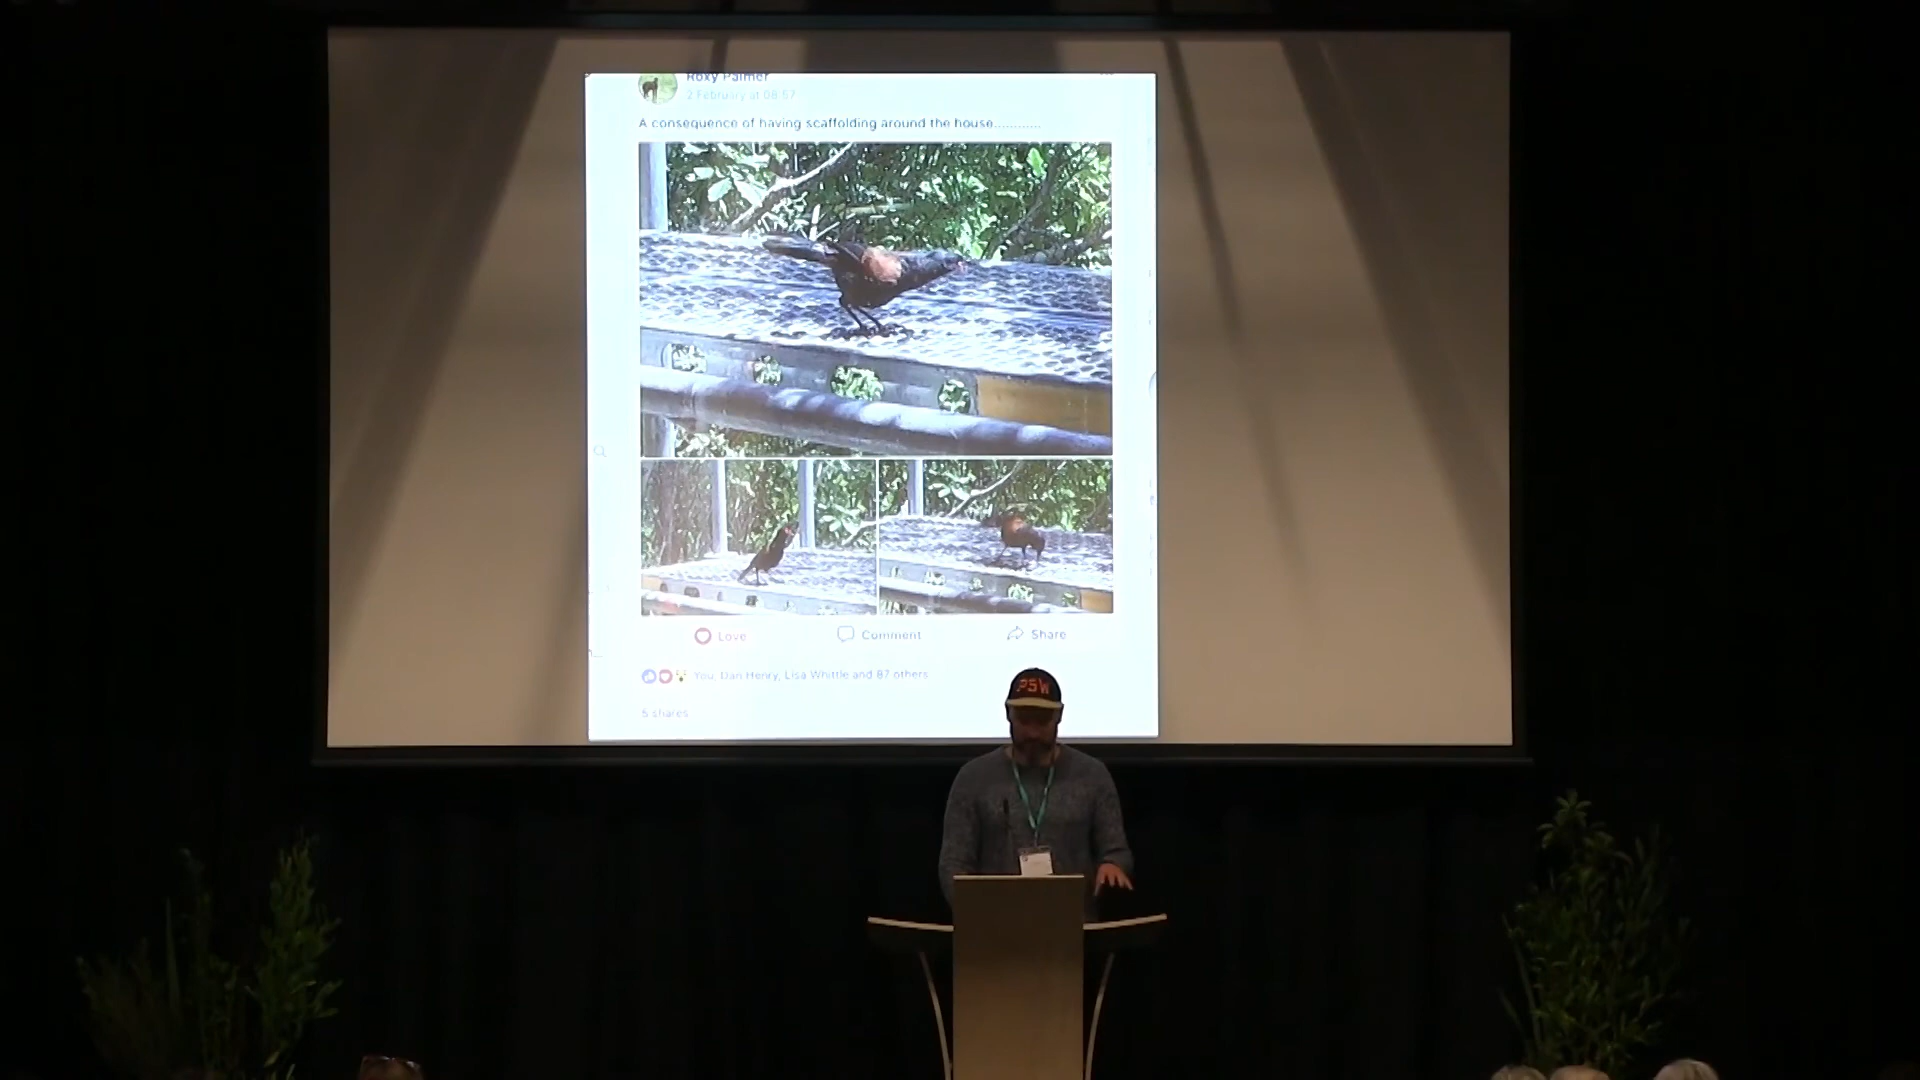 Roxy Palmer
2 February at 08:57
A consequence of having scaffolding around the house............
Love
Comment
Share
You, Dan Henry, Lisa Whittle and 87 others
6 shares
PSW